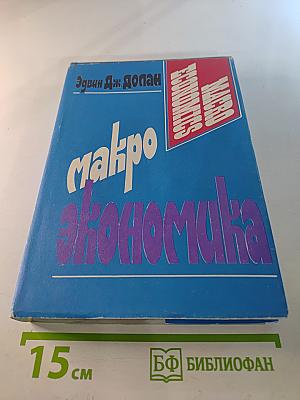 Эдвин Дж. Долан
MACRO
ECONOMICS
макро
экономика
15 см
БФ БИБЛИОФАН